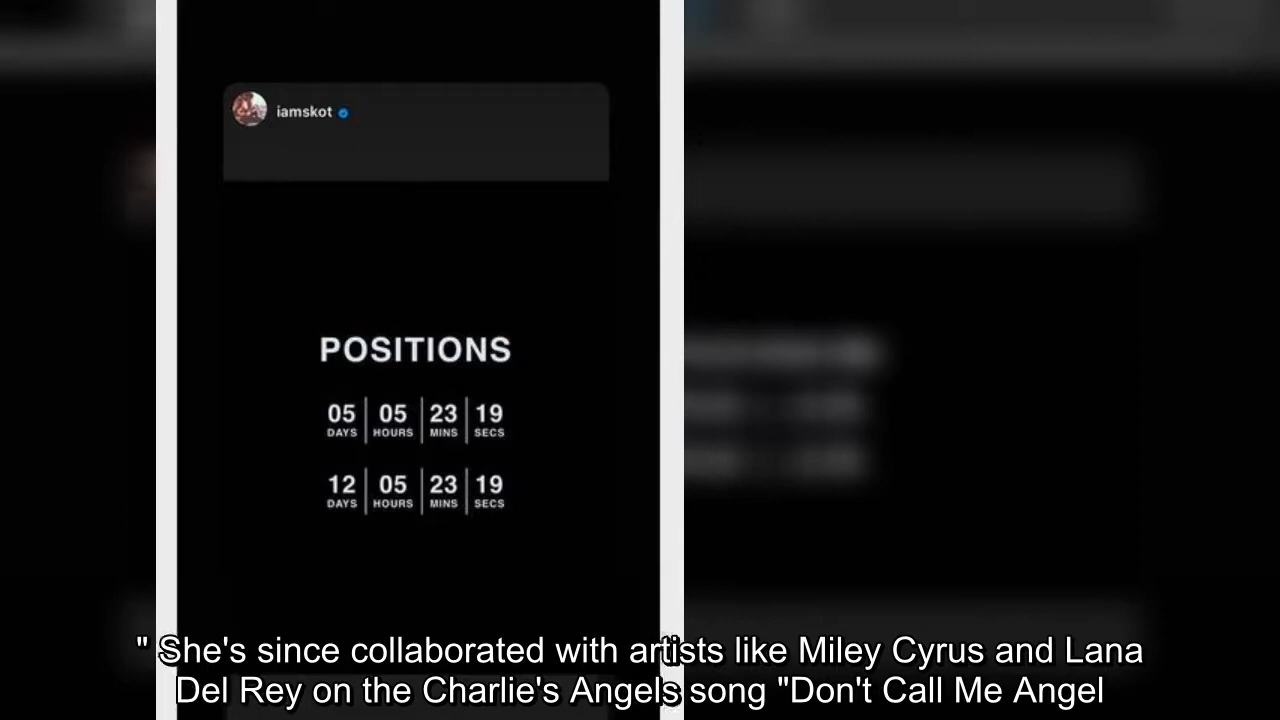 iamskot
POSITIONS
05 DAYS 05 HOURS 23 MINS 19 SECS
12 DAYS 05 HOURS 23 MINS 19 SECS
" She's since collaborated with artists like Miley Cyrus and Lana
Del Rey on the Charlie's Angels song "Don't Call Me Angel